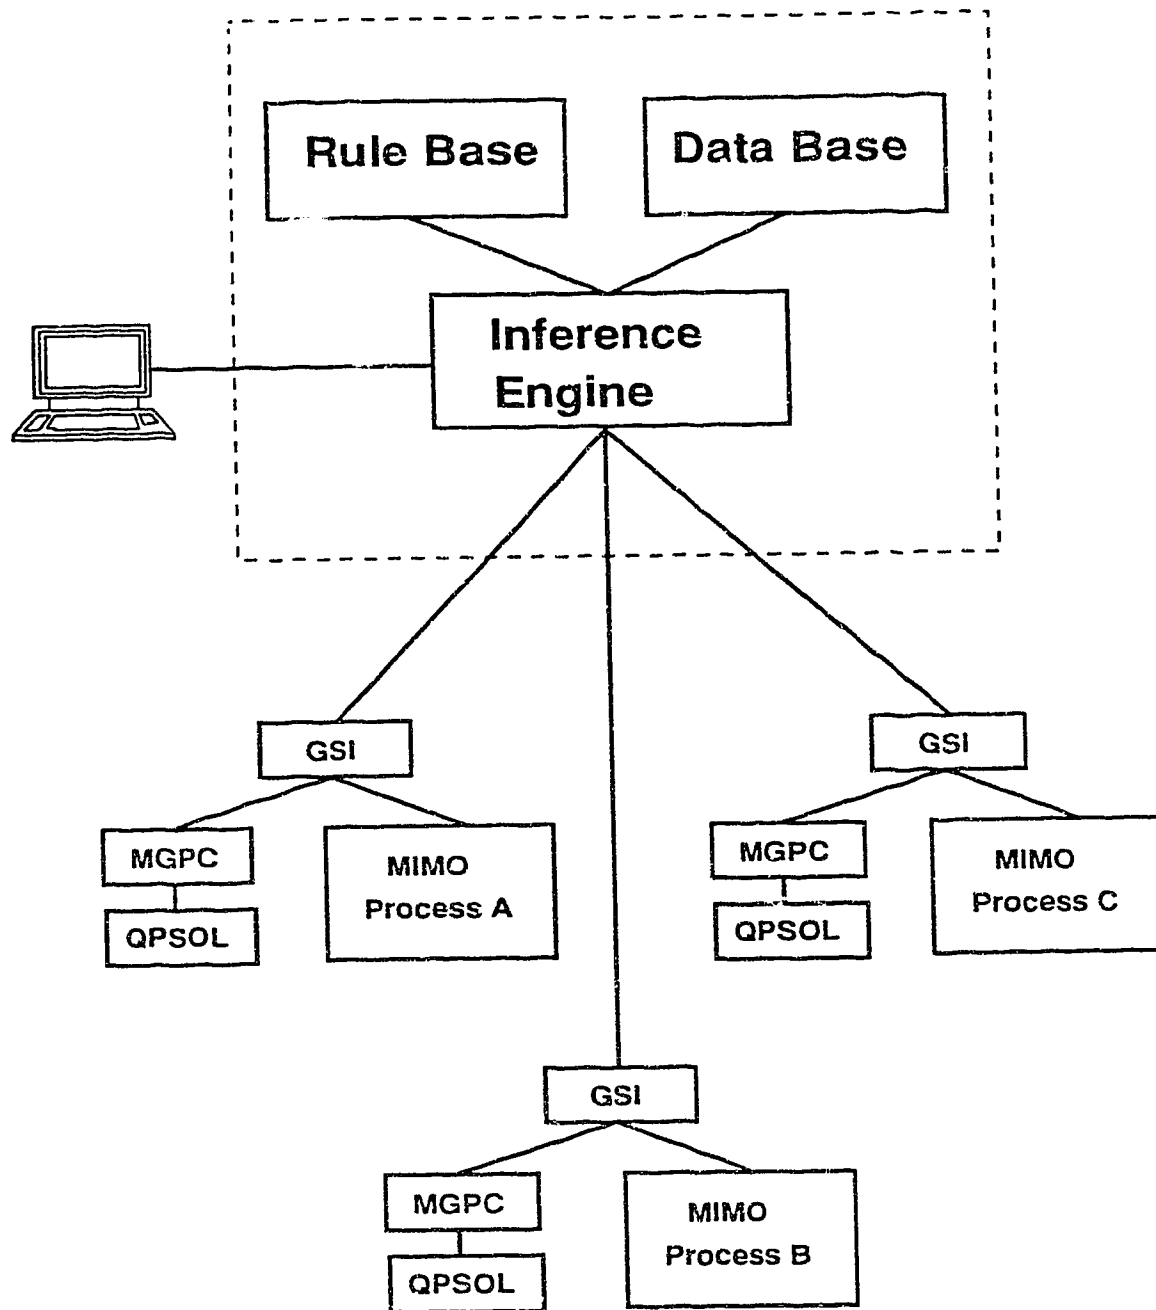 Rule Base
Data Base
Inference
Engine
GSI
GSI
MGPC
MIMO
Process A
QPSOL
MGPC
MIMO
Process C
QPSOL
GSI
MGPC
MIMO
Process B
QPSOL